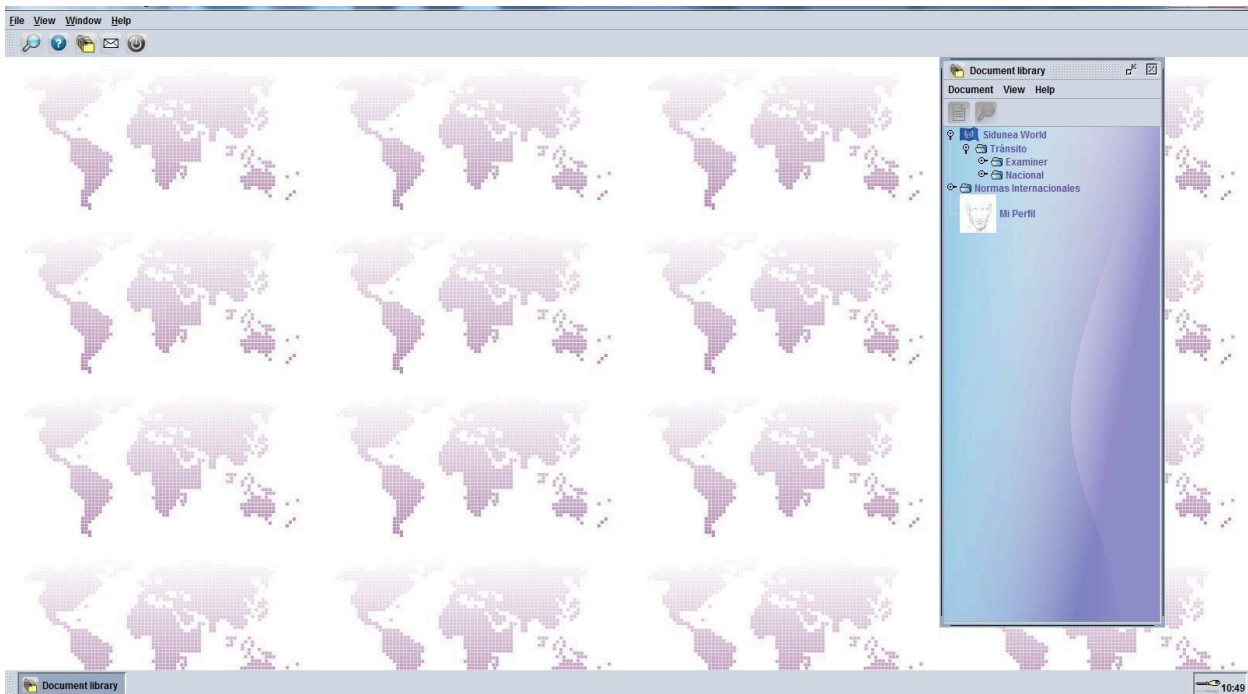 File View Window Help
Document library
Document View Help
Sidunea World
Tránsito
Examiner
Nacional
Normas Internacionales
Mi Perfil
Document library
10:49